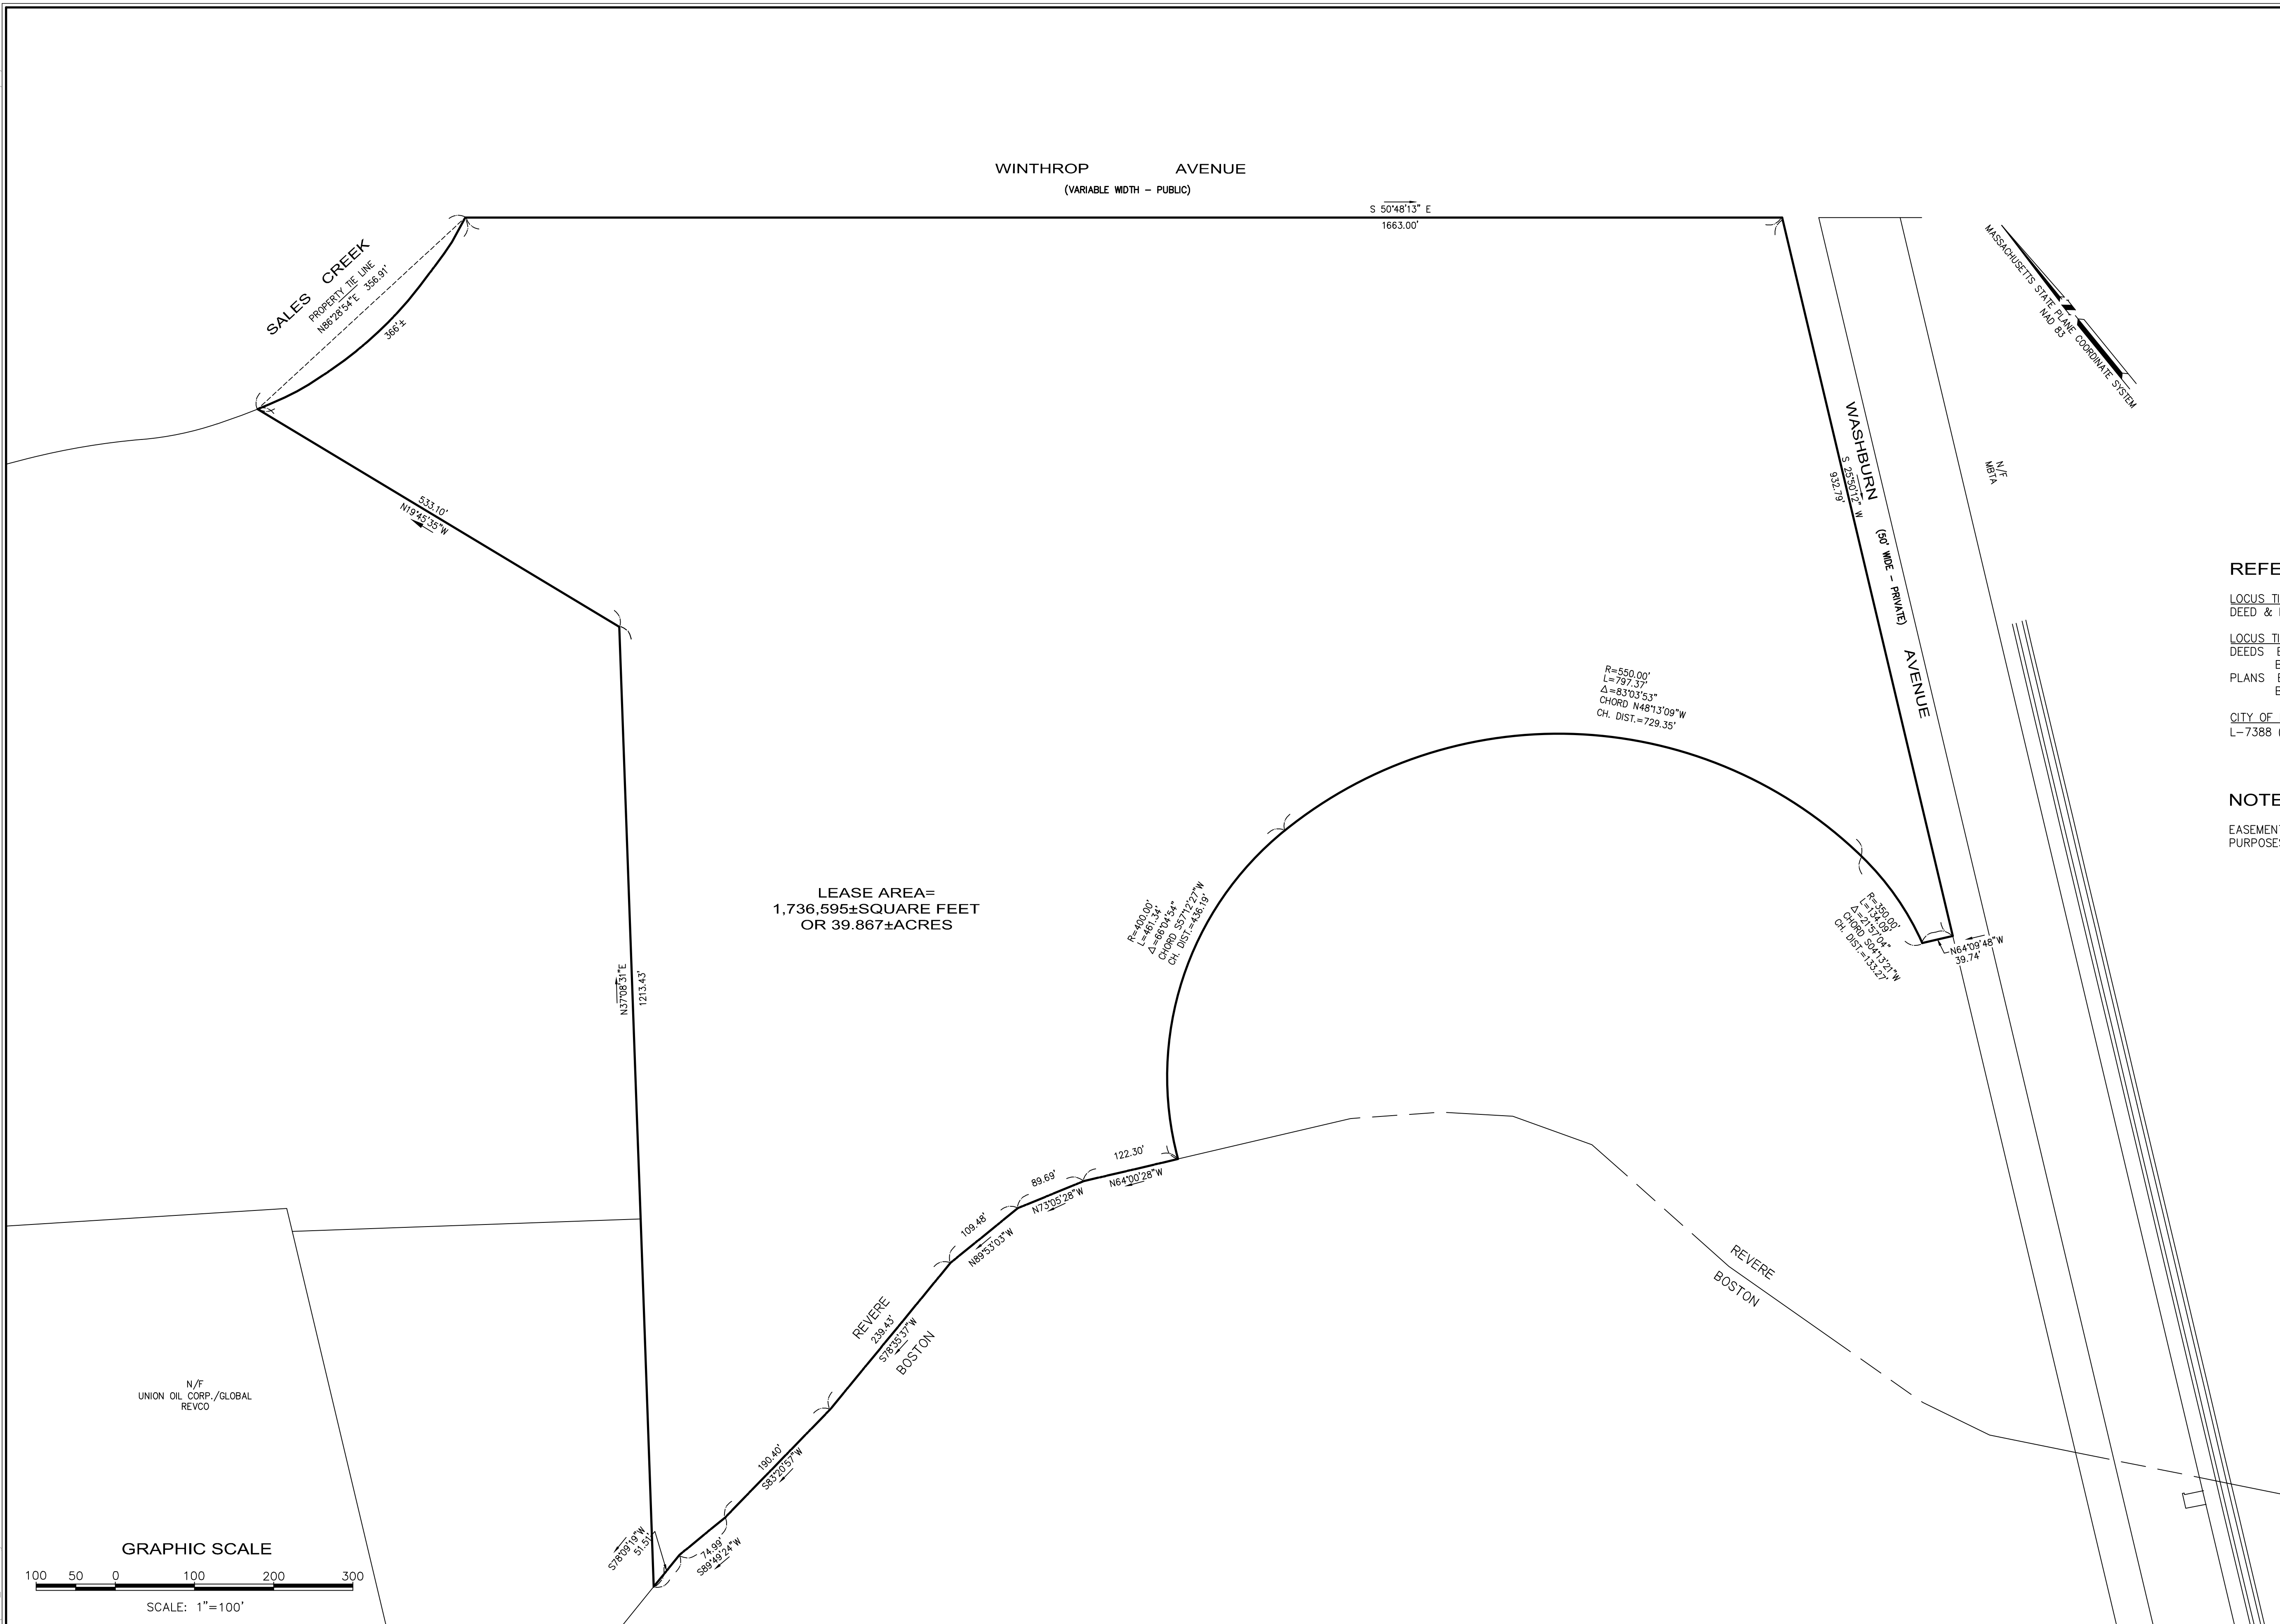 WINTHROP AVENUE
(VARIABLE WIDTH – PUBLIC)
S 50°48'13" E
1663.00'
SALES CREEK
PROPERTY TIE LINE
N86°28'54"E 356.91'
366'±
MASSACHUSETTS STATE PLANE COORDINATE SYSTEM
NAD 83
533.10'
N19°45'35"W
WASHBURN AVENUE
(50' WIDE – PRIVATE)
S 25°50'12" W
932.79'
N/F
MBTA
REFE
LOCUS TI
DEED & 
LOCUS TI
DEEDS
PLANS
CITY OF
L-7388
NOTE
EASEMEN
PURPOSES
R=550.00'
L=797.37'
Δ=83°03'53"
CHORD N48°13'09"W
CH. DIST.=729.35'
LEASE AREA=
1,736,595±SQUARE FEET
OR 39.867±ACRES
R=400.00'
L=461.34'
Δ=66°04'54"
CHORD S57°12'27"W
CH. DIST.=436.19'
R=350.00'
L=134.09'
Δ=21°57'04"
CHORD S04°13'21"W
CH. DIST.=133.27'
N64°09'48"W
39.74'
N37°08'31"E
1213.43'
122.30'
N64°00'28"W
89.69'
N73°05'28"W
109.48'
N89°53'03"W
REVERE
239.43'
S78°35'37"W
BOSTON
REVERE
BOSTON
190.40'
S83°20'57"W
74.99'
S89°49'24"W
S78°09'19"W
51.51'
N/F
UNION OIL CORP./GLOBAL
REVCO
GRAPHIC SCALE
100 50 0 100 200 300
SCALE: 1"=100'